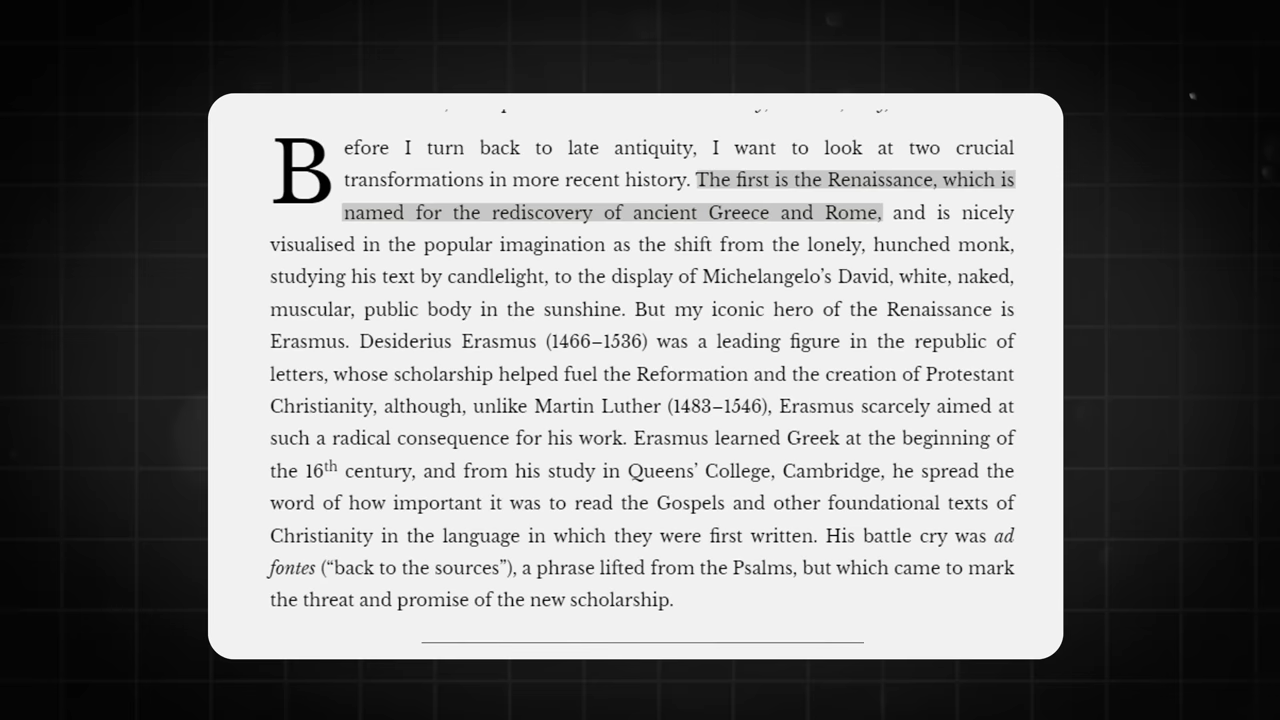 Before I turn back to late antiquity, I want to look at two crucial
transformations in more recent history. The first is the Renaissance, which is
named for the rediscovery of ancient Greece and Rome, and is nicely
visualised in the popular imagination as the shift from the lonely, hunched monk,
studying his text by candlelight, to the display of Michelangelo’s David, white, naked,
muscular, public body in the sunshine. But my iconic hero of the Renaissance is
Erasmus. Desiderius Erasmus (1466–1536) was a leading figure in the republic of
letters, whose scholarship helped fuel the Reformation and the creation of Protestant
Christianity, although, unlike Martin Luther (1483–1546), Erasmus scarcely aimed at
such a radical consequence for his work. Erasmus learned Greek at the beginning of
the 16th century, and from his study in Queens’ College, Cambridge, he spread the
word of how important it was to read the Gospels and other foundational texts of
Christianity in the language in which they were first written. His battle cry was ad
fontes (“back to the sources”), a phrase lifted from the Psalms, but which came to mark
the threat and promise of the new scholarship.